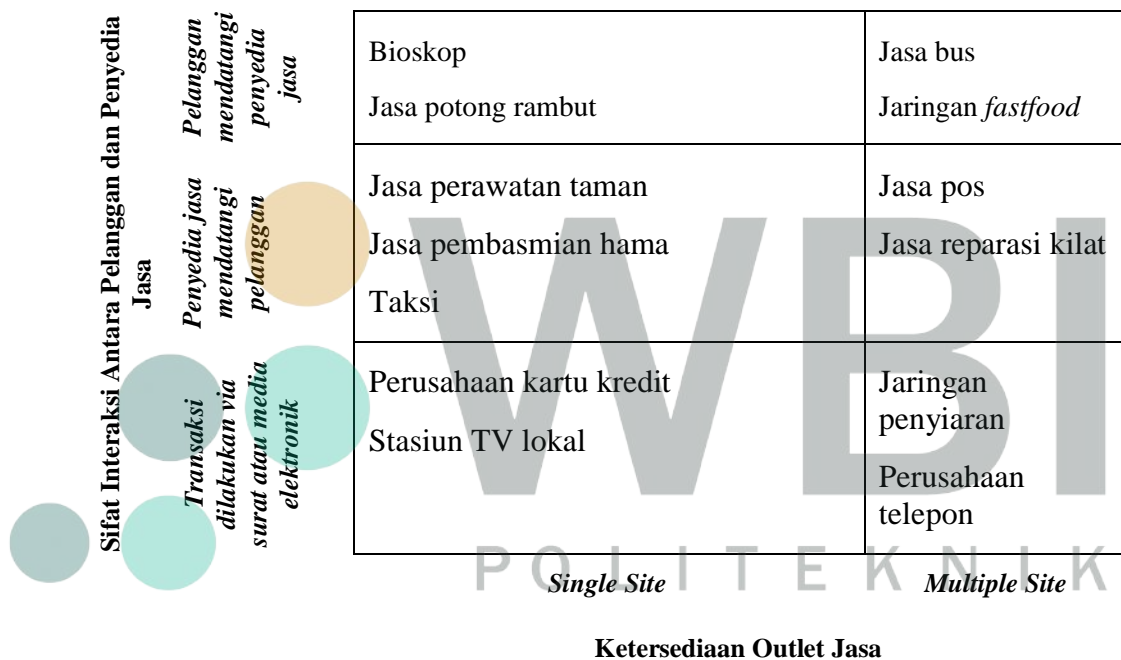 Sifat Interaksi Antara Pelanggan dan Penyedia
Jasa
Pelanggan
mendatangi
penyedia
jasa
Bioskop
Jasa potong rambut
Jasa bus
Jaringan fastfood
Penyedia jasa
mendatangi
pelanggan
Jasa perawatan taman
Jasa pembasmian hama
Taksi
Jasa pos
Jasa reparasi kilat
Transaksi
dilakukan via
surat atau media
elektronik
Perusahaan kartu kredit
Stasiun TV lokal
Jaringan
penyiaran
Perusahaan
telepon
WBI
POLITEKNIK
Single Site
Multiple Site
Ketersediaan Outlet Jasa